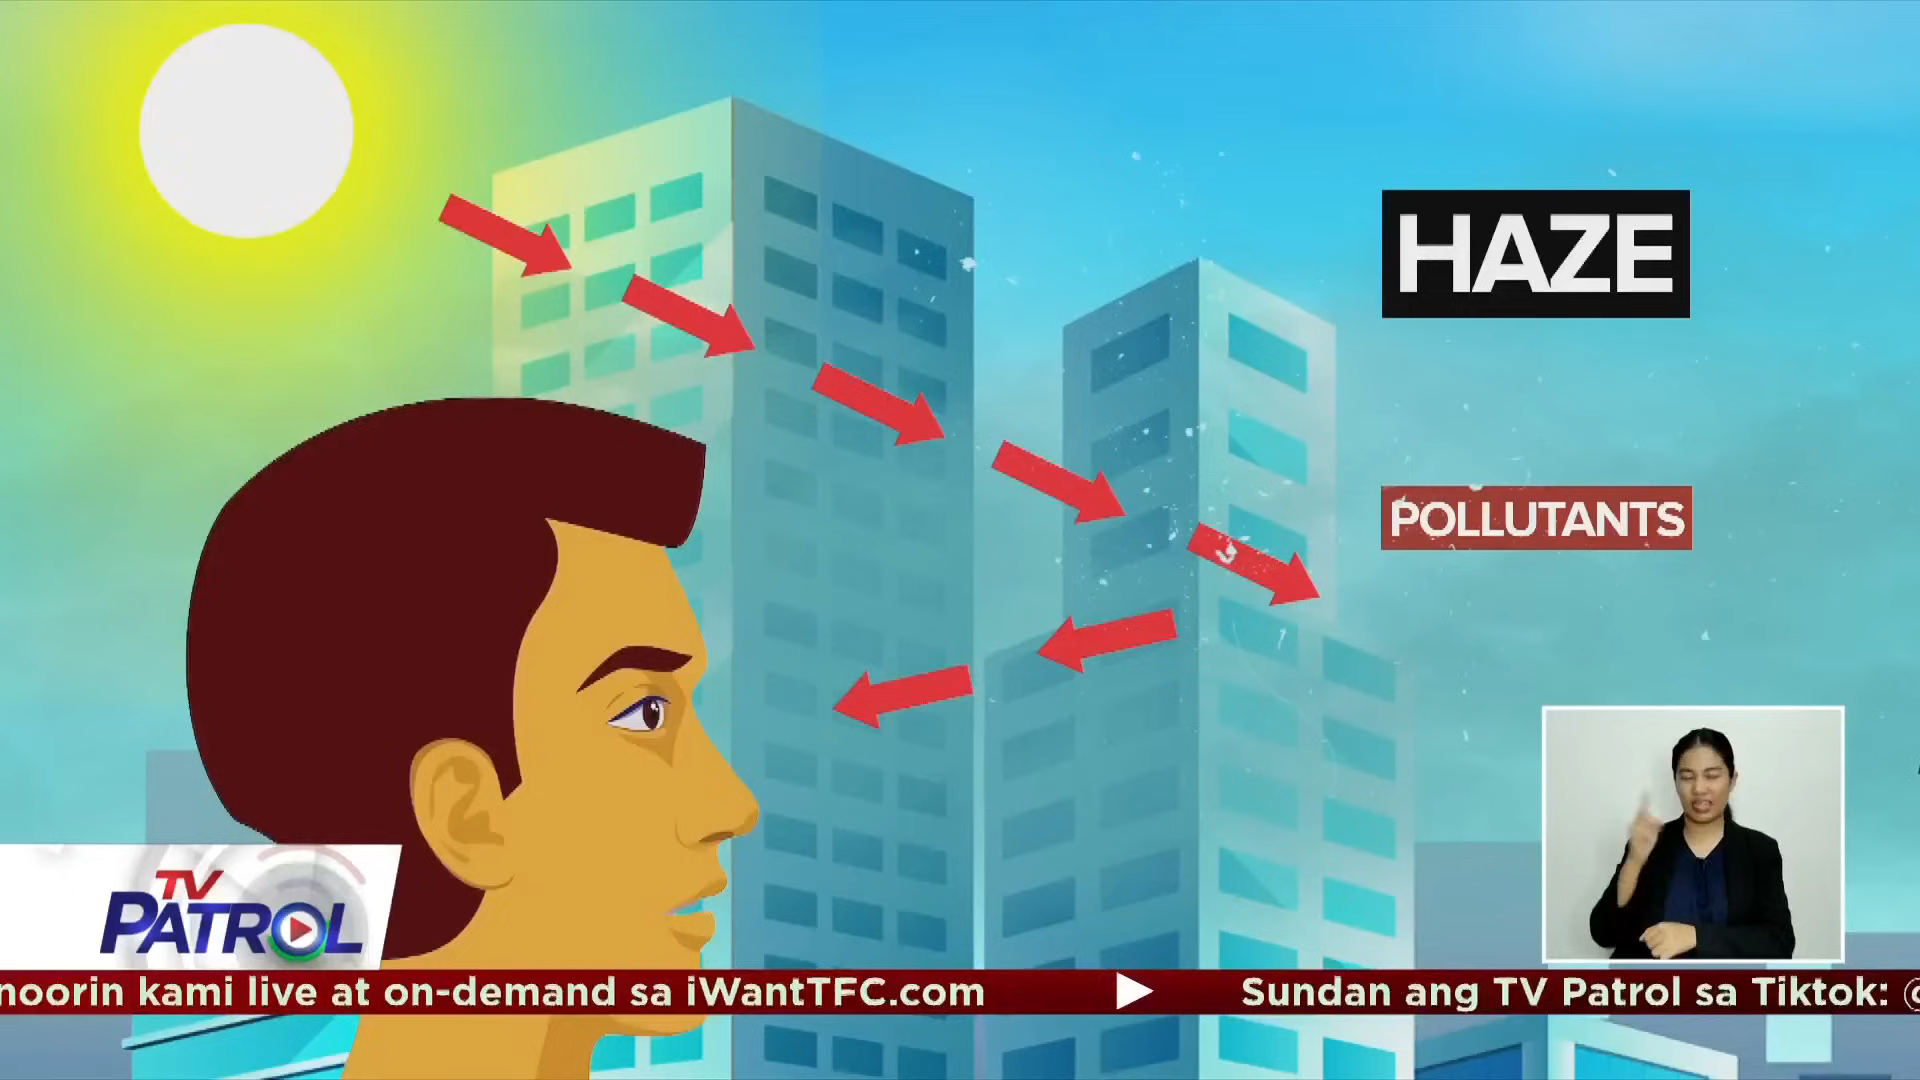 HAZE
POLLUTANTS
TV
PATROL
noorin kami live at on-demand sa iWantTFC.com
Sundan ang TV Patrol sa Tiktok: @